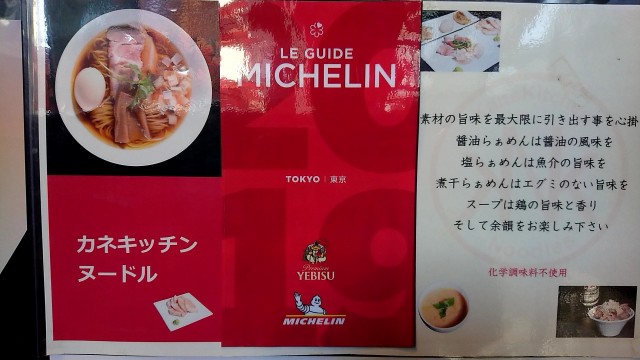 カネキッチン
ヌードル
2019
LE GUIDE
MICHELIN
TOKYO | 東京
Premium
YEBISU
MICHELIN
素材の旨味を最大限に引き出す事を心掛
醤油らぁめんは醤油の風味を
塩らぁめんは魚介の旨味を
煮干らぁめんはエグミのない旨味を
スープは鶏の旨味と香り
そして余韻をお楽しみ下さい
化学調味料不使用